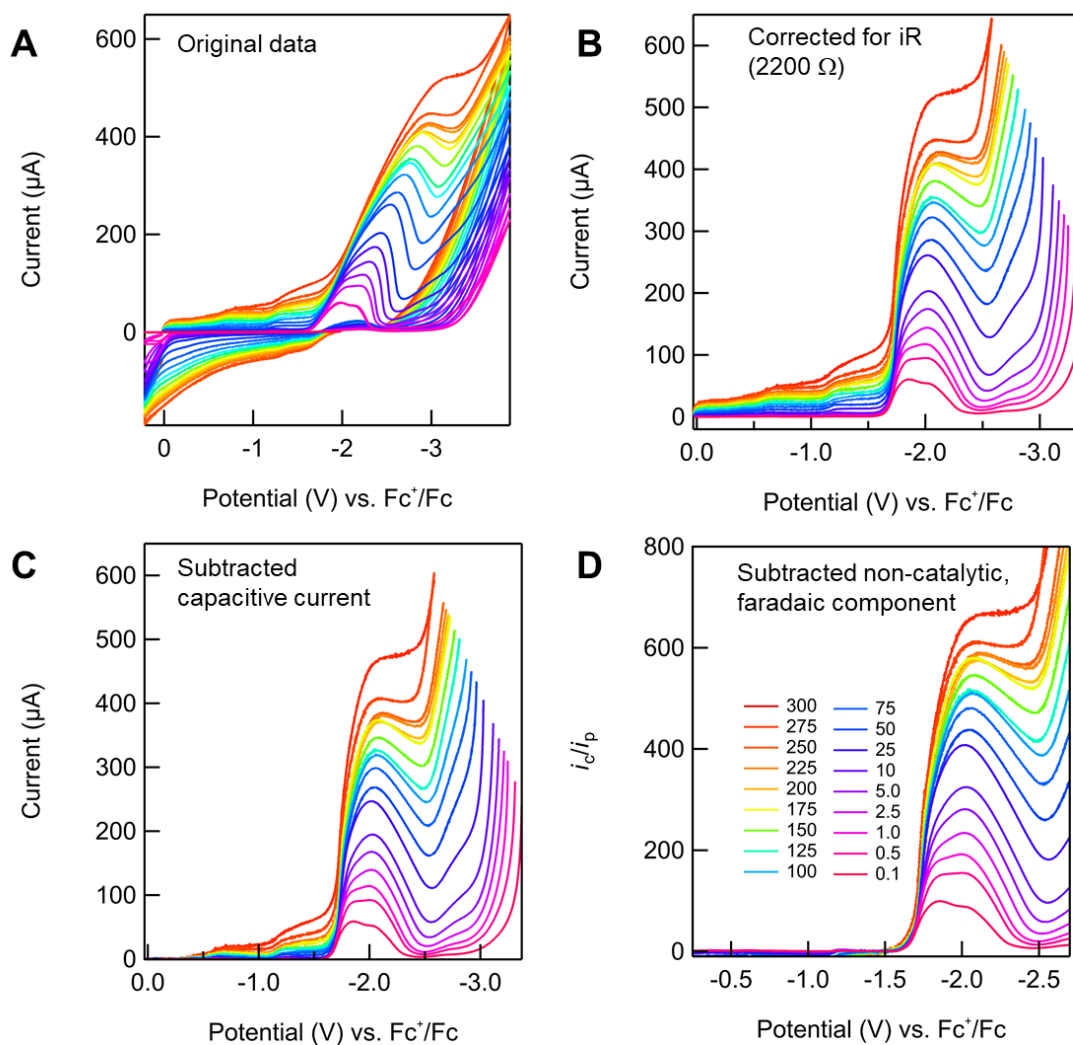 A
Original data
600
400
200
0
Current (µA)
0
-1
-2
-3
Potential (V) vs. Fc⁺/Fc
B
Corrected for iR
(2200 Ω)
600
500
400
300
200
100
0
Current (µA)
0.0
-1.0
-2.0
-3.0
Potential (V) vs. Fc⁺/Fc
C
Subtracted
capacitive current
600
500
400
300
200
100
0
Current (µA)
0.0
-1.0
-2.0
-3.0
Potential (V) vs. Fc⁺/Fc
D
Subtracted non-catalytic,
faradaic component
800
600
400
200
0
ic/ip
300 75
275 50
250 25
225 10
200 5.0
175 2.5
150 1.0
125 0.5
100 0.1
-0.5
-1.0
-1.5
-2.0
-2.5
Potential (V) vs. Fc⁺/Fc